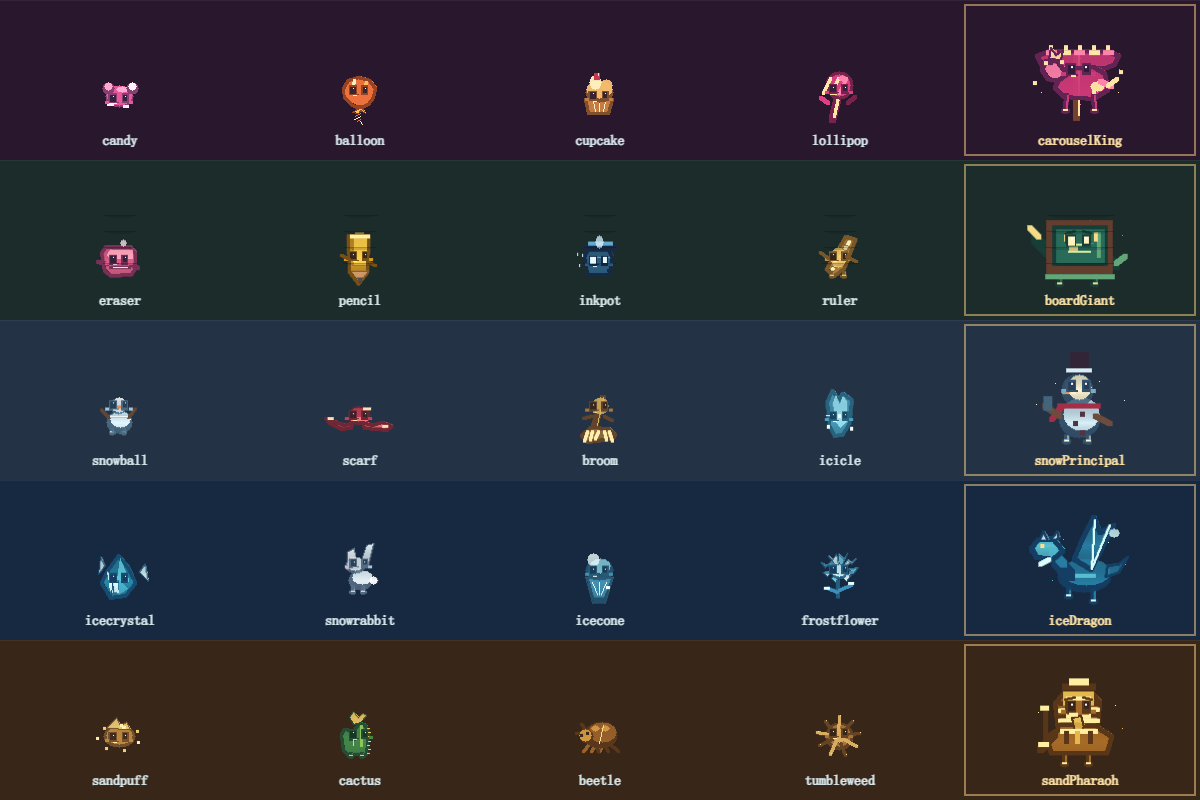 candy balloon cupcake lollipop carouselKing
eraser pencil inkpot ruler boardGiant
snowball scarf broom icicle snowPrincipal
icecrystal snowrabbit icecone frostflower iceDragon
sandpuff cactus beetle tumbleweed sandPharaoh